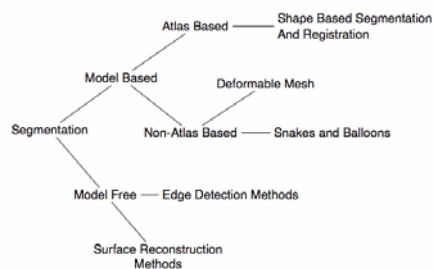 Atlas Based
Shape Based Segmentation
And Registration
Model Based
Deformable Mesh
Segmentation
Non-Atlas Based
Snakes and Balloons
Model Free
Edge Detection Methods
Surface Reconstruction
Methods